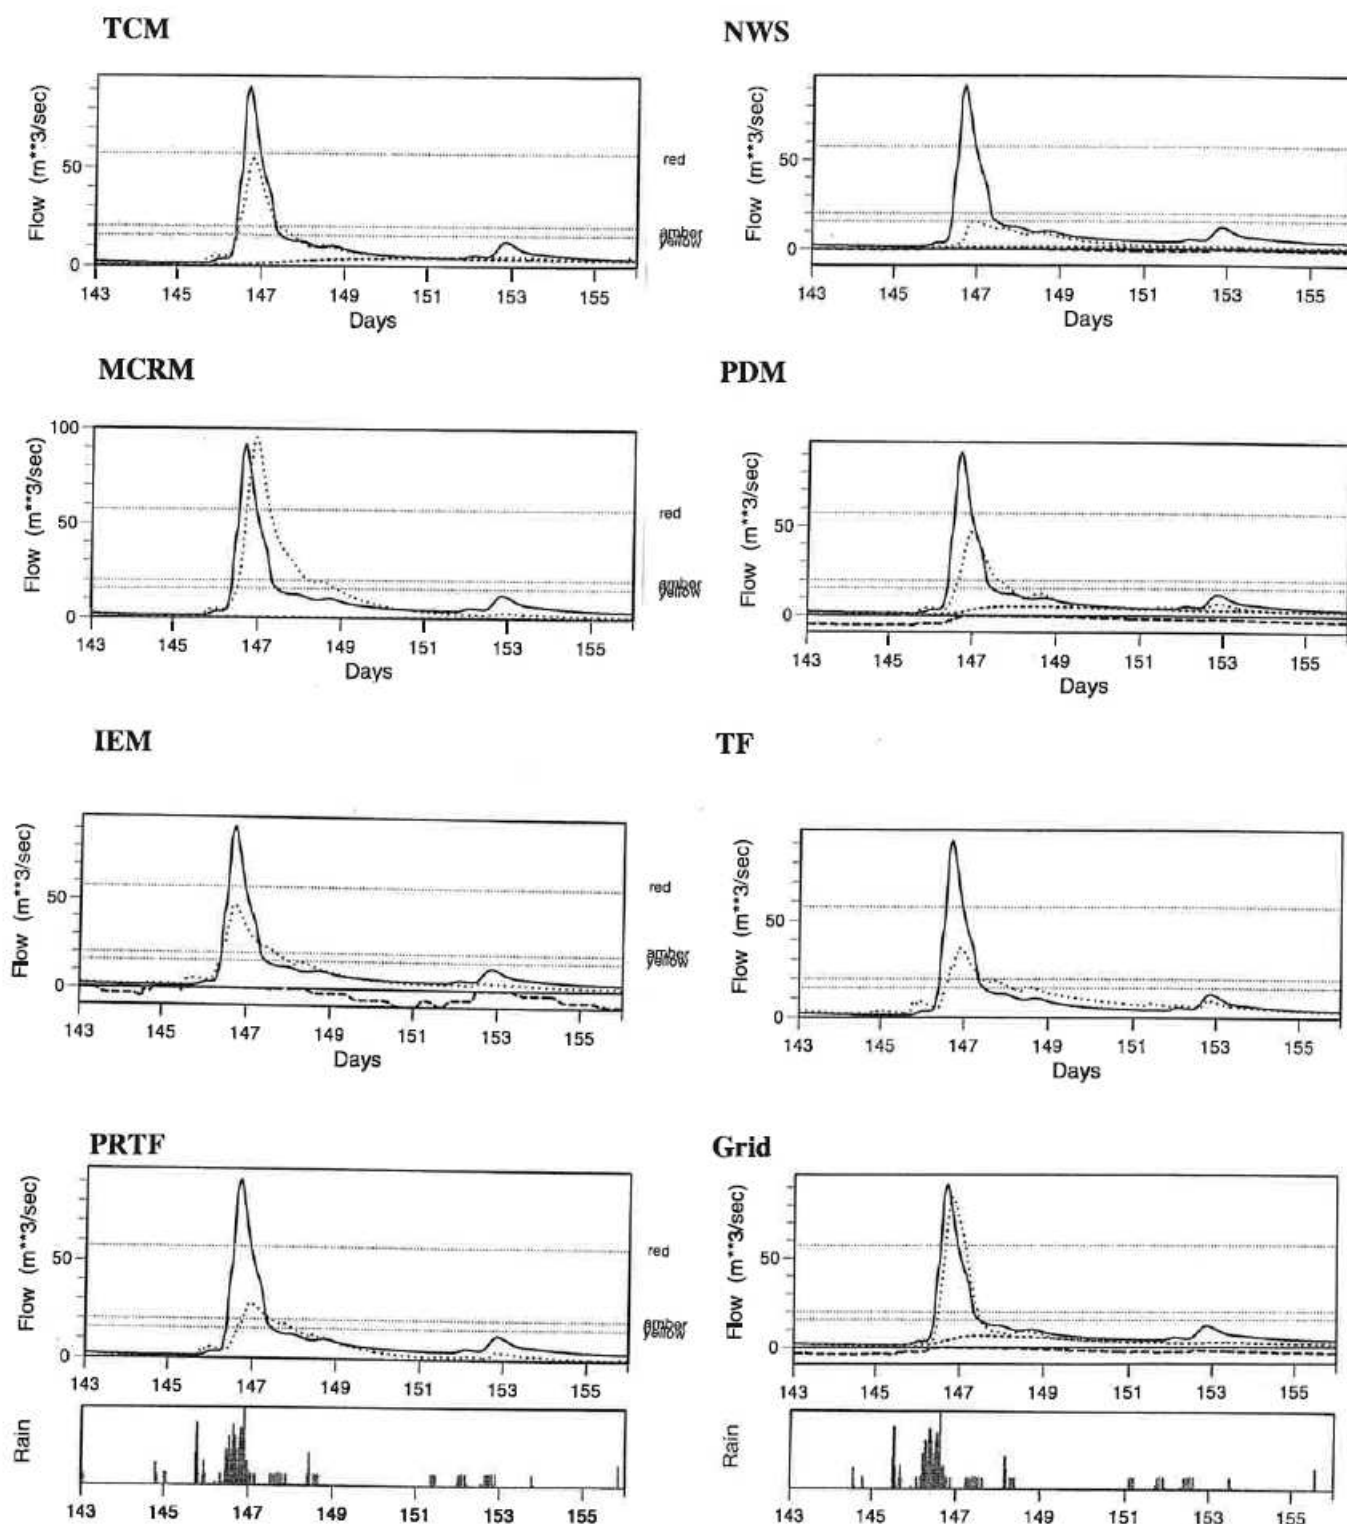 TCM
NWS
Flow (m**3/sec)
50
0
red
amber
yellow
143 145 147 149 151 153 155
Days
Flow (m**3/sec)
50
0
143 145 147 149 151 153 155
Days
MCRM
PDM
Flow (m**3/sec)
100
50
0
red
amber
yellow
143 145 147 149 151 153 155
Days
Flow (m**3/sec)
50
0
143 145 147 149 151 153 155
Days
IEM
TF
Flow (m**3/sec)
50
0
red
amber
yellow
143 145 147 149 151 153 155
Days
Flow (m**3/sec)
50
0
143 145 147 149 151 153 155
Days
PRTF
Grid
Flow (m**3/sec)
50
0
red
amber
yellow
143 145 147 149 151 153 155
Flow (m**3/sec)
50
0
143 145 147 149 151 153 155
Rain
143 145 147 149 151 153 155
Rain
143 145 147 149 151 153 155